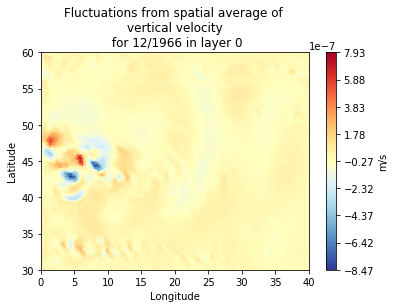 Fluctuations from spatial average of
vertical velocity
for 12/1966 in layer 0
1e−7
60
55
50
45
40
35
30
Latitude
0 5 10 15 20 25 30 35 40
Longitude
7.93
5.88
3.83
1.78
−0.27
−2.32
−4.37
−6.42
−8.47
m/s